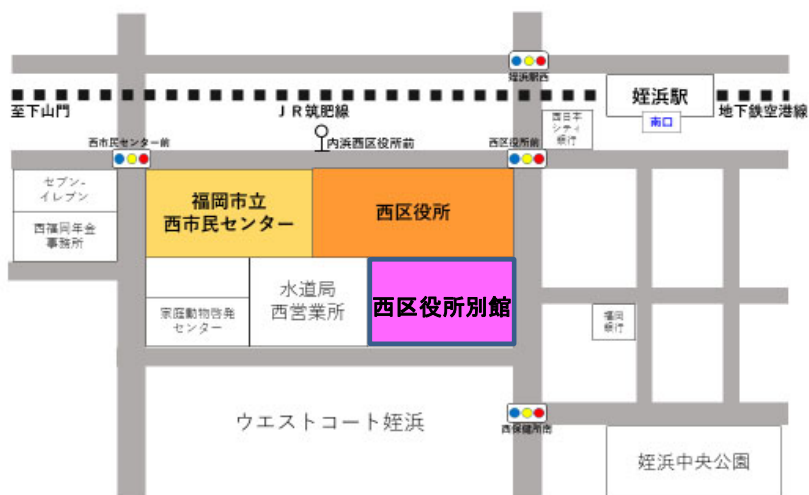 姪浜駅西
至下山門
JR筑肥線
姪浜駅
南口
地下鉄空港線
西市民センター前
内浜西区役所前
西区役所前
西日本
シティ
銀行
セブン-
イレブン
西福岡年金
事務所
福岡市立
西市民センター
西区役所
家庭動物啓発
センター
水道局
西営業所
西区役所別館
福岡
銀行
ウエストコート姪浜
西保健所南
姪浜中央公園